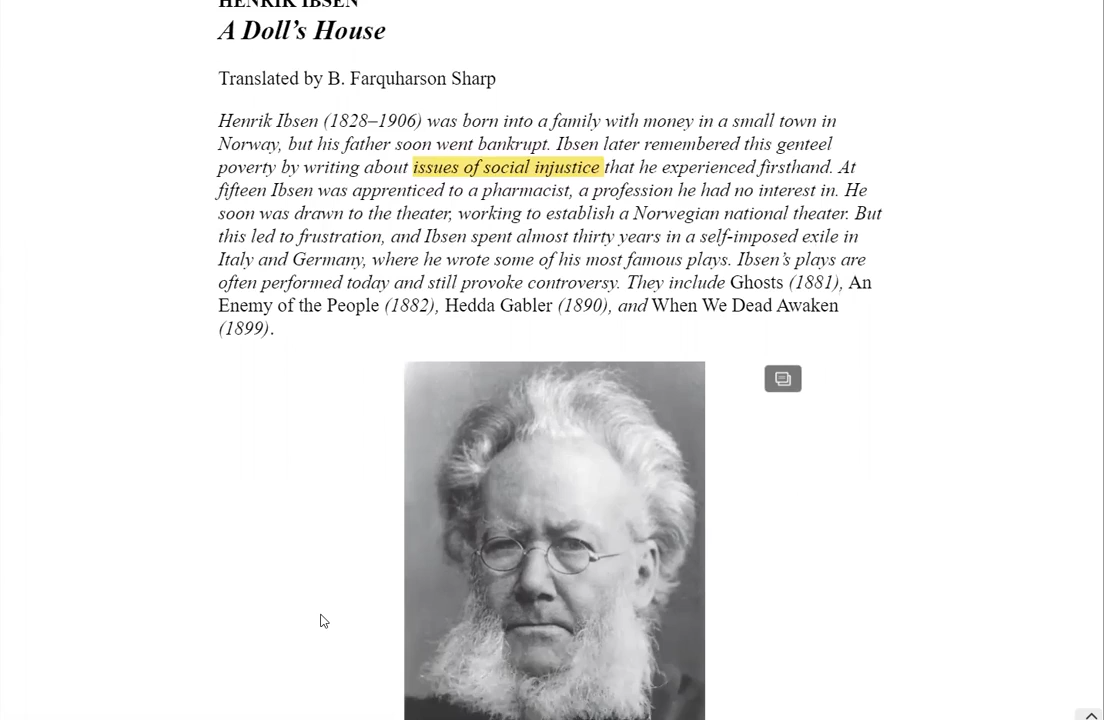 HENRIK IBSEN
A Doll’s House
Translated by B. Farquharson Sharp
Henrik Ibsen (1828–1906) was born into a family with money in a small town in
Norway, but his father soon went bankrupt. Ibsen later remembered this genteel
poverty by writing about issues of social injustice that he experienced firsthand. At
fifteen Ibsen was apprenticed to a pharmacist, a profession he had no interest in. He
soon was drawn to the theater, working to establish a Norwegian national theater. But
this led to frustration, and Ibsen spent almost thirty years in a self-imposed exile in
Italy and Germany, where he wrote some of his most famous plays. Ibsen’s plays are
often performed today and still provoke controversy. They include Ghosts (1881), An
Enemy of the People (1882), Hedda Gabler (1890), and When We Dead Awaken
(1899).